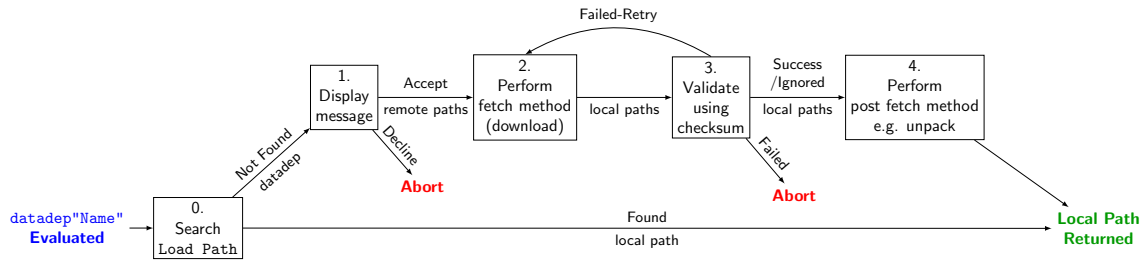 Failed-Retry
1.
Display
message
Accept
remote paths
2.
Perform
fetch method
(download)
local paths
3.
Validate
using
checksum
Success
/Ignored
local paths
4.
Perform
post fetch method
e.g. unpack
Not Found
datadep
Decline
Abort
Failed
Abort
datadep"Name"
Evaluated
0.
Search
Load Path
Found
local path
Local Path
Returned